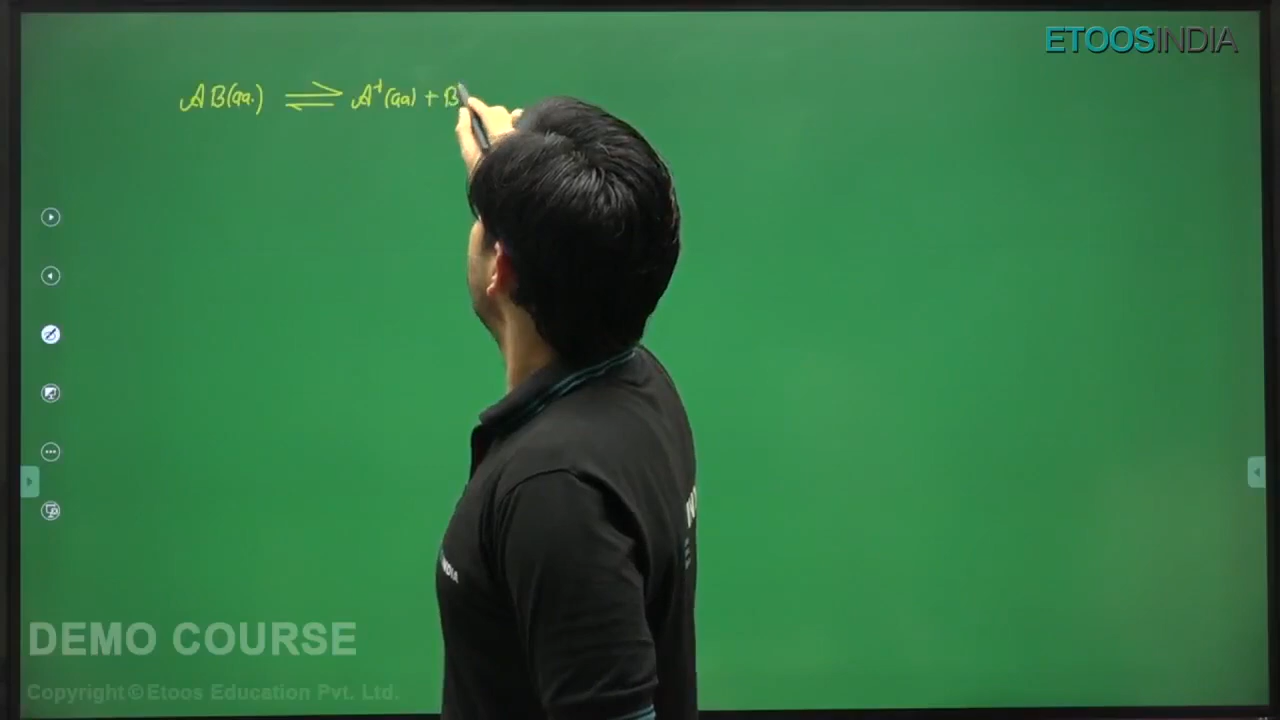 ETOOSINDIA
AB(aq.) ⇌ A⁺(aq) + B
DEMO COURSE
Copyright©Etoos Education Pvt. Ltd.